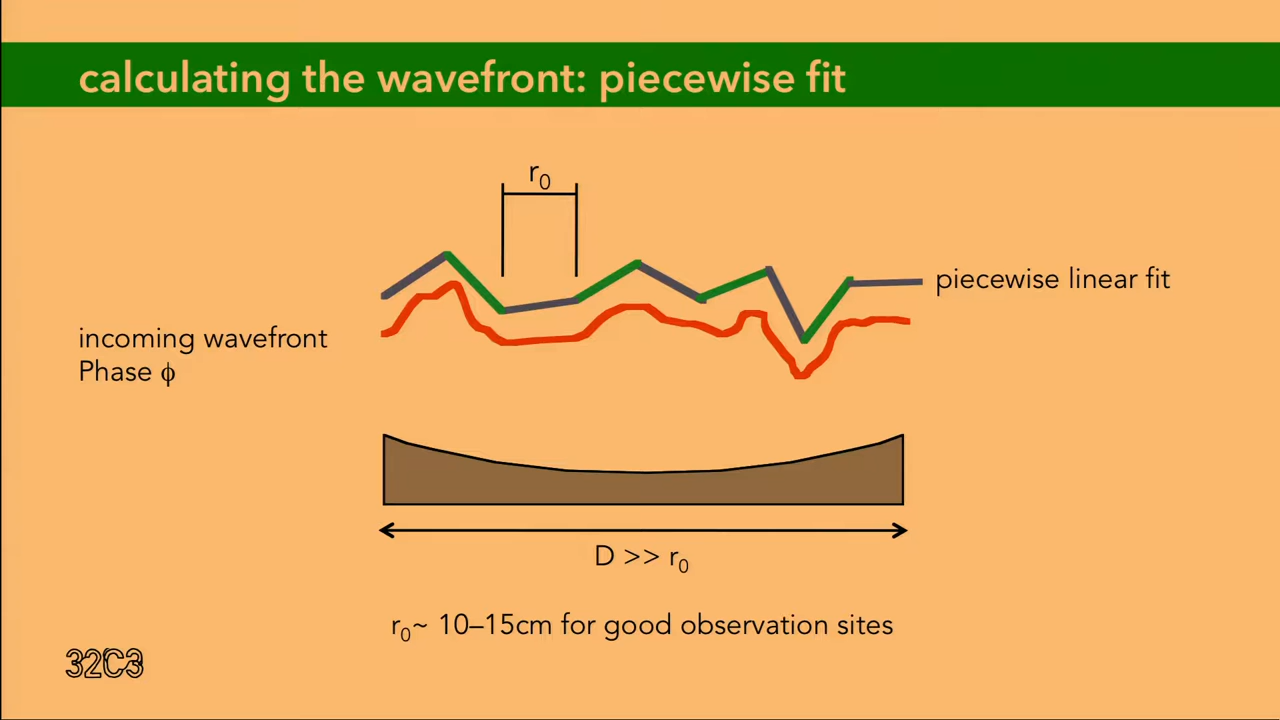 calculating the wavefront: piecewise fit
r₀
piecewise linear fit
incoming wavefront
Phase ϕ
D >> r₀
r₀~ 10–15cm for good observation sites
32C3